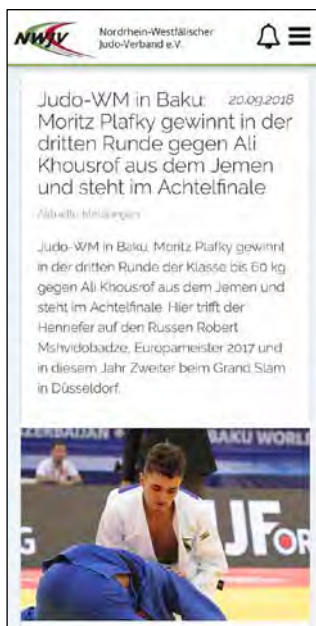 NWJV
Nordrhein-Westfälischer
Judo-Verband e.V.
Judo-WM in Baku: 20.09.2018
Moritz Plafky gewinnt in der
dritten Runde gegen Ali
Khousrof aus dem Jemen
und steht im Achtelfinale
Aktuelle Meldungen
Judo-WM in Baku. Moritz Plafky gewinnt
in der dritten Runde der Klasse bis 60 kg
gegen Ali Khousrof aus dem Jemen und
steht im Achtelfinale. Hier trifft der
Hennefer auf den Russen Robert
Mshvidobadze, Europameister 2017 und
in diesem Jahr Zweiter beim Grand Slam
in Düsseldorf.
BAKU WORL